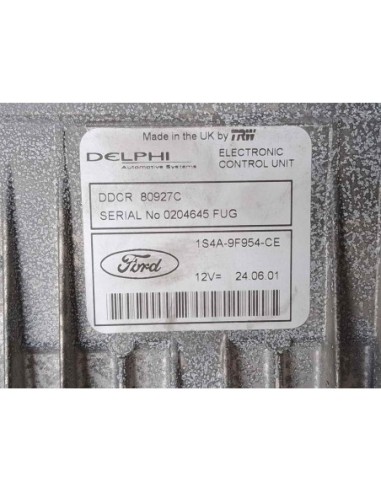 Made in the UK by TRW
DELPHI
Automotive Systems
ELECTRONIC
CONTROL UNIT
DDCR 80927C
SERIAL No 0204645 FUG
Ford
1S4A-9F954-CE
12V= 24.06.01